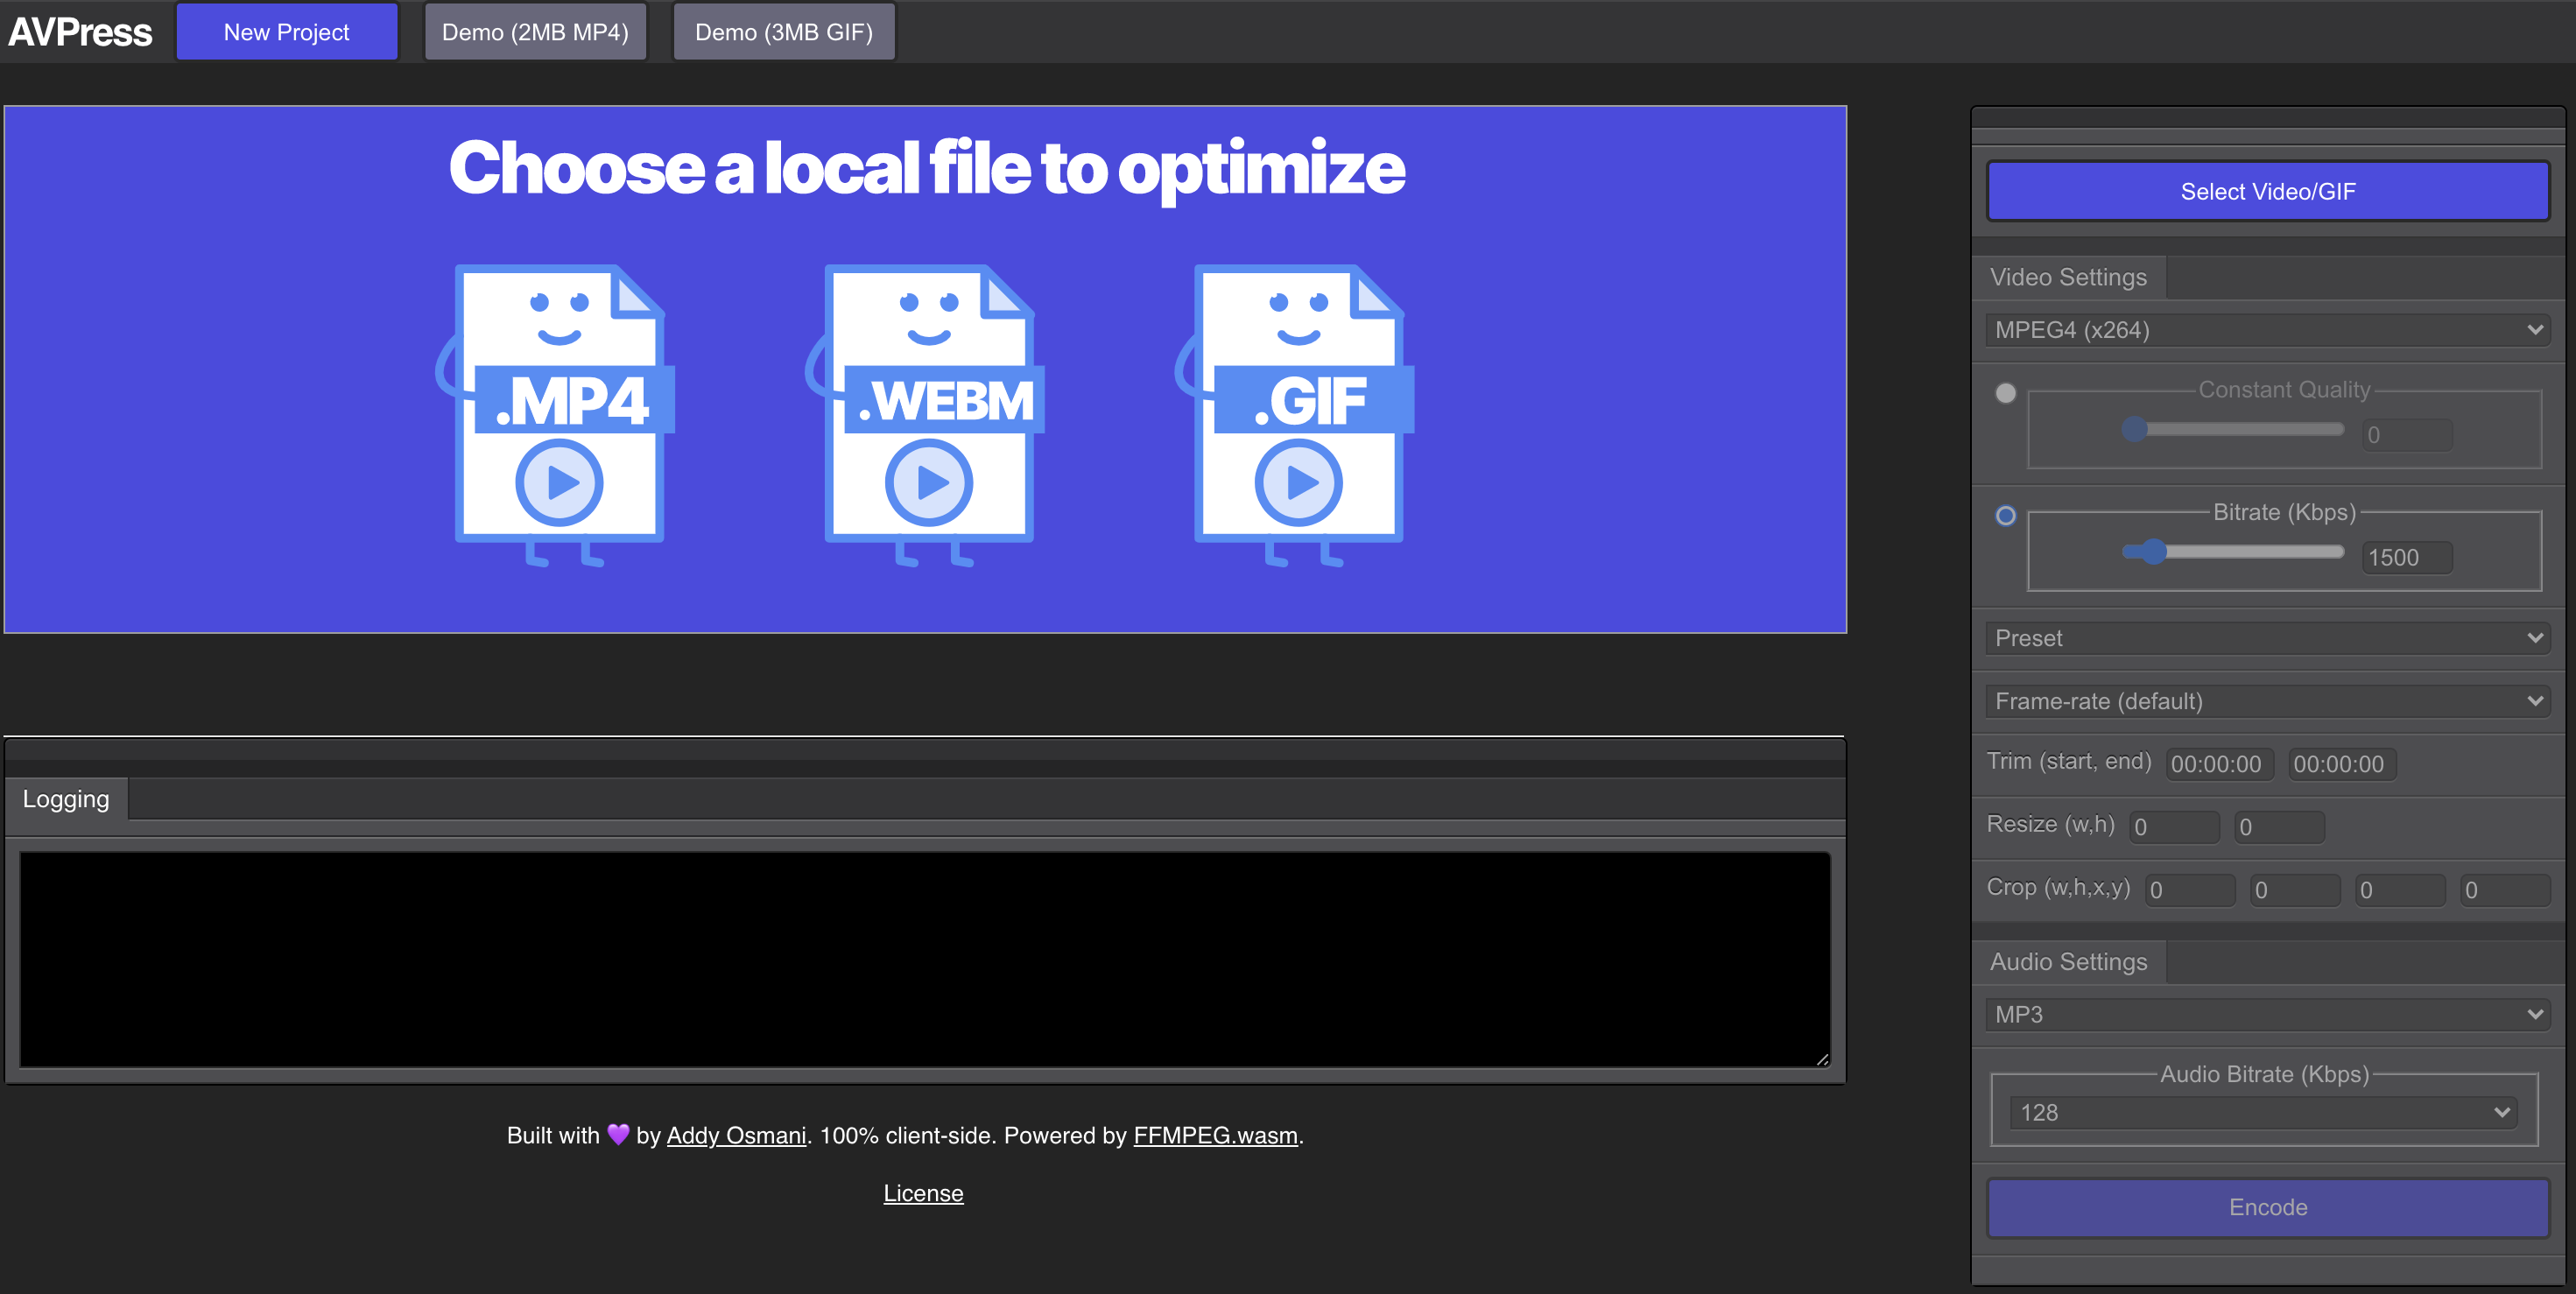 AVPress New Project Demo (2MB MP4) Demo (3MB GIF)
Choose a local file to optimize
.MP4 .WEBM .GIF
Logging
Built with 💜 by Addy Osmani. 100% client-side. Powered by FFMPEG.wasm.
License
Select Video/GIF
Video Settings
MPEG4 (x264)
Constant Quality
0
Bitrate (Kbps)
1500
Preset
Frame-rate (default)
Trim (start, end) 00:00:00 00:00:00
Resize (w,h) 0 0
Crop (w,h,x,y) 0 0 0 0
Audio Settings
MP3
Audio Bitrate (Kbps)
128
Encode